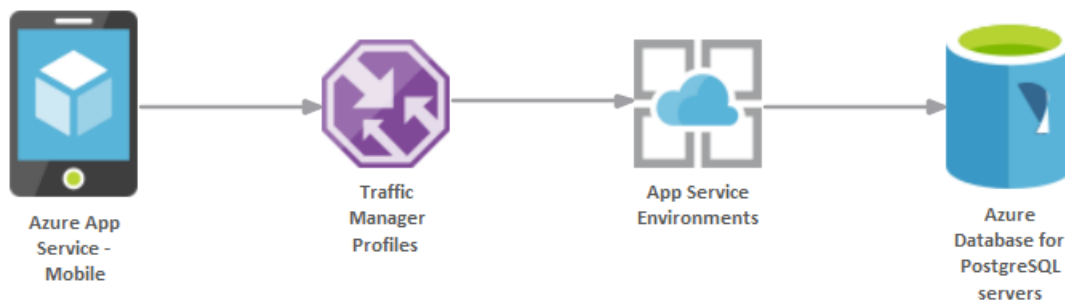 Azure App
Service -
Mobile
Traffic
Manager
Profiles
App Service
Environments
Azure
Database for
PostgreSQL
servers